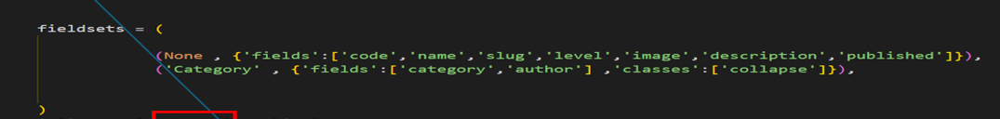 fieldsets = (
(None , {'fields':['code','name','slug','level','image','description','published']}),
('Category' , {'fields':['category','author'] ,'classes':['collapse']}),
)